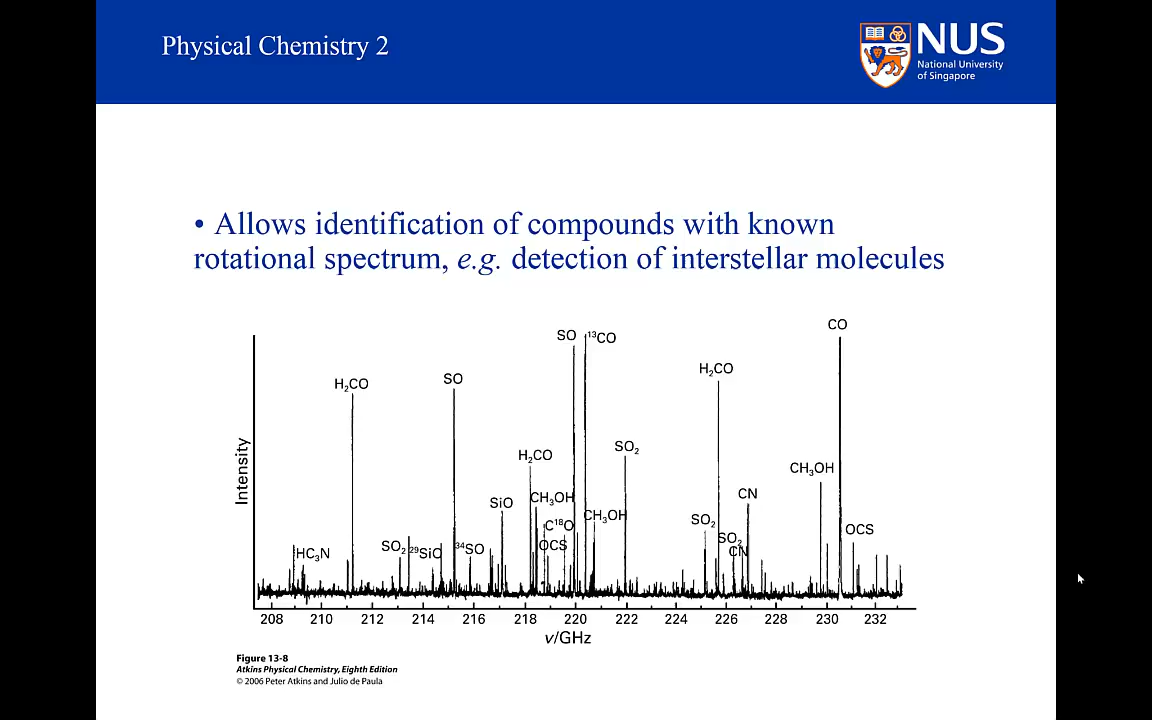 Physical Chemistry 2
NUS
National University
of Singapore
• Allows identification of compounds with known
rotational spectrum, e.g. detection of interstellar molecules
CO
SO
¹³CO
H₂CO
SO
H₂CO
SO₂
H₂CO
CH₃OH
CN
CH₃OH
SiO
CH₃OH
SO₂
C¹⁸O
OCS
SO₂
CN
OCS
SO₂
²⁹SiO
³⁴SO
HC₃N
Intensity
208 210 212 214 216 218 220 222 224 226 228 230 232
ν/GHz
Figure 13-8
Atkins Physical Chemistry, Eighth Edition
© 2006 Peter Atkins and Julio de Paula